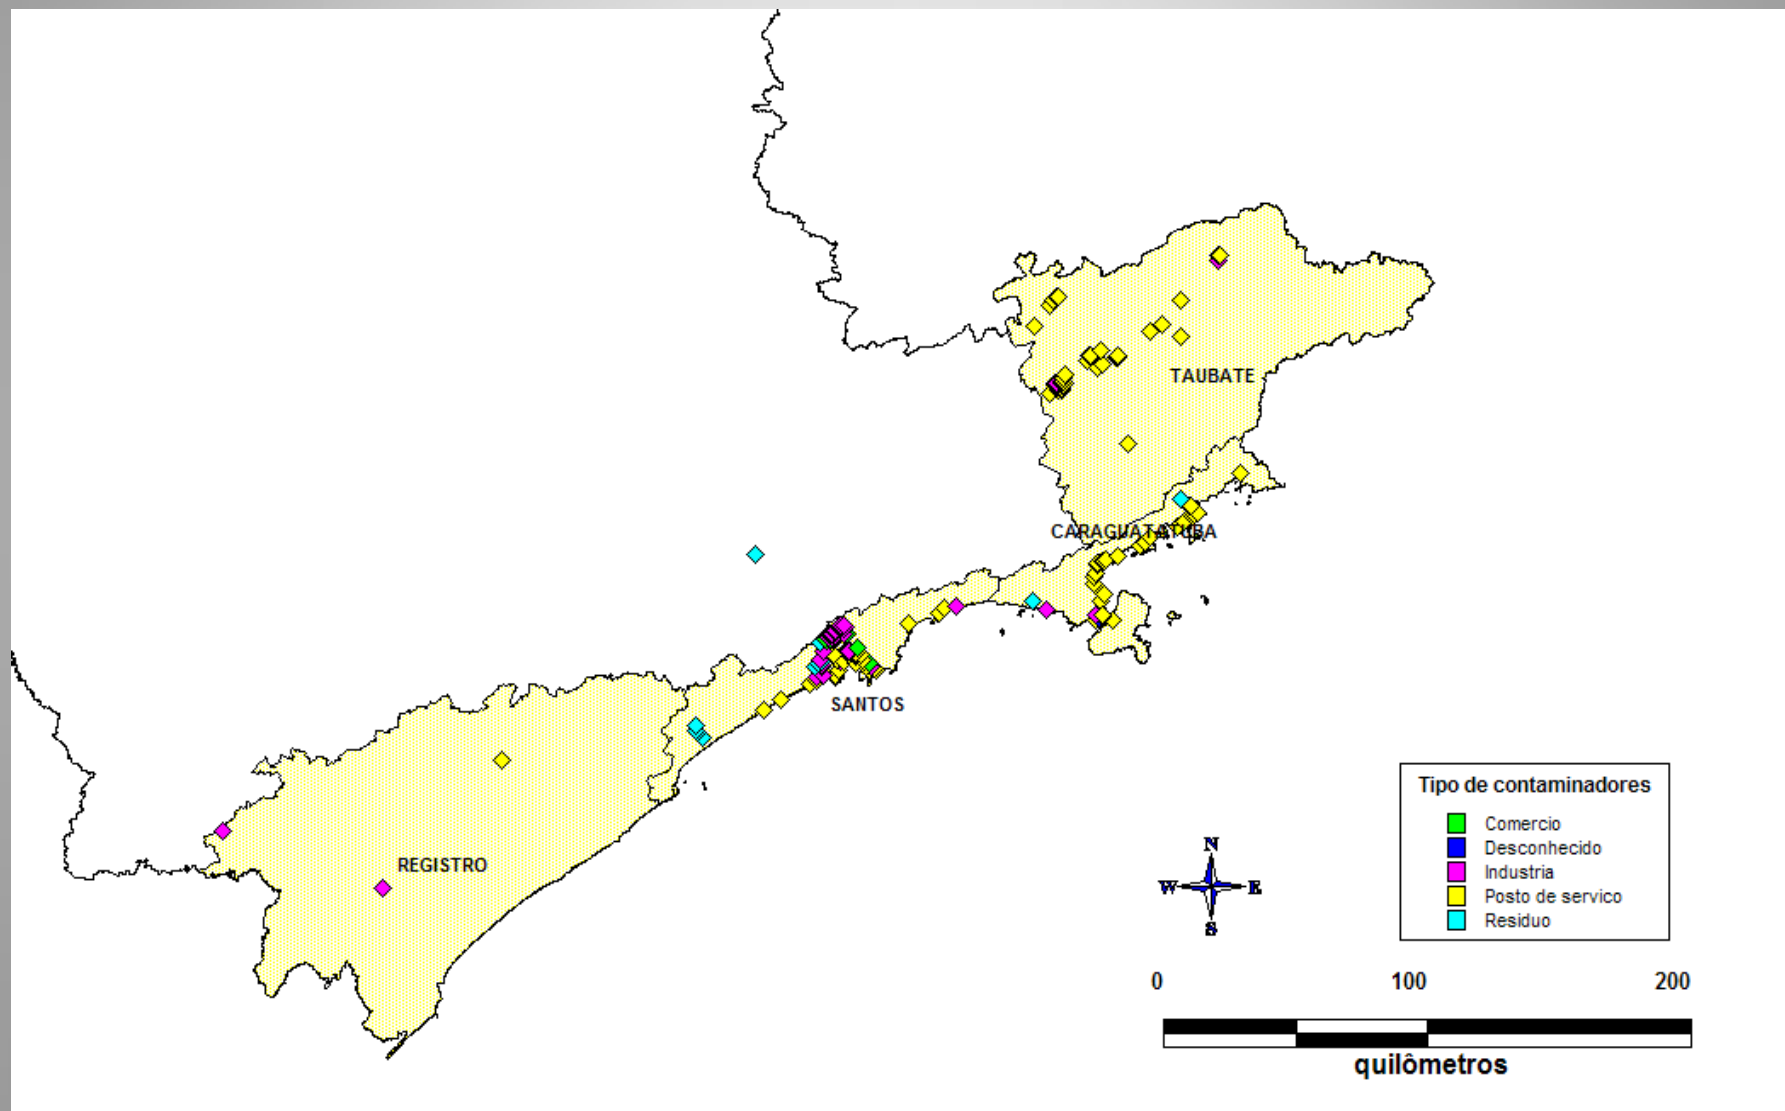 TAUBATE
CARAGUATATUBA
SANTOS
REGISTRO
Tipo de contaminadores
Comercio
Desconhecido
Industria
Posto de servico
Residuo
N
W E
S
0 100 200
quilômetros